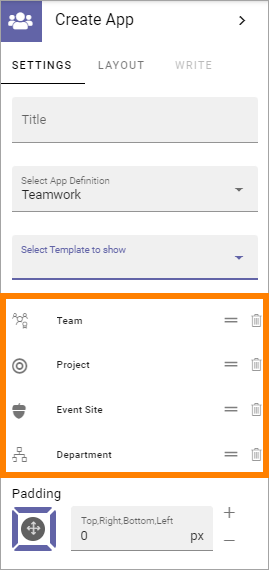 Create App
SETTINGS LAYOUT WRITE
Title
Select App Definition
Teamwork
Select Template to show
Team
Project
Event Site
Department
Padding
Top,Right,Bottom,Left
0 px